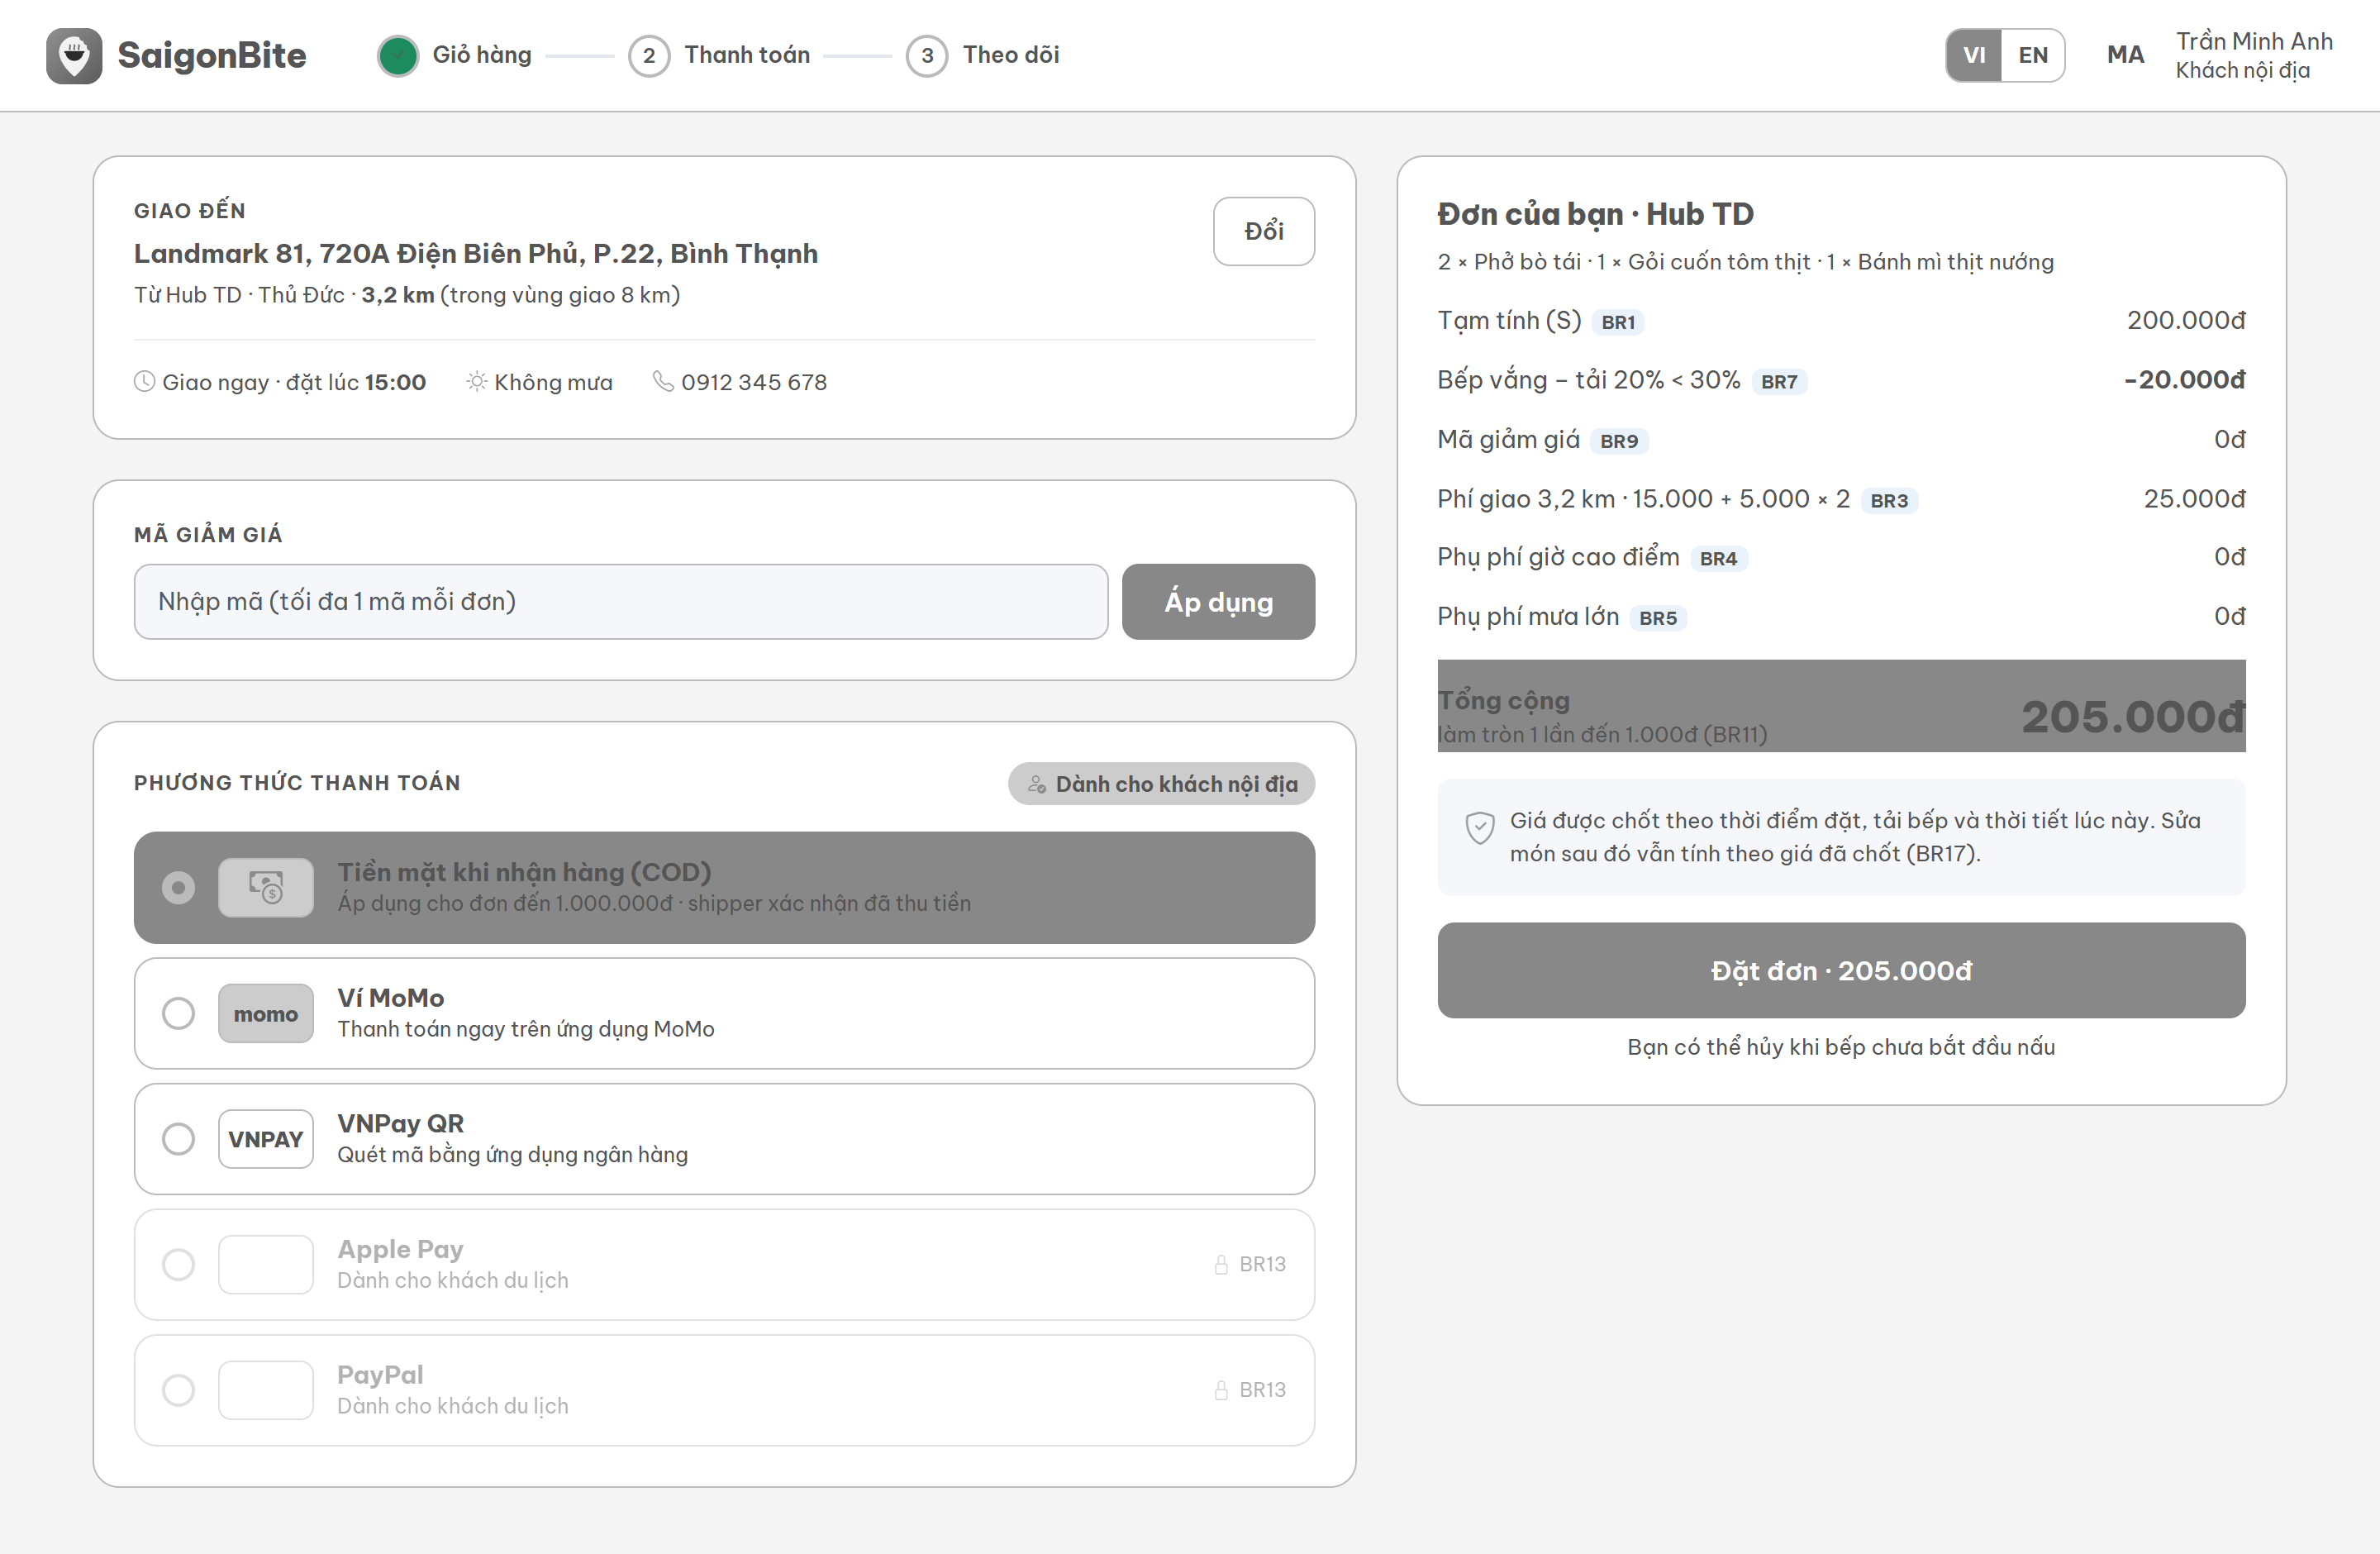 SaigonBite
Giỏ hàng
2 Thanh toán
3 Theo dõi
VI EN
MA
Trần Minh Anh
Khách nội địa
GIAO ĐẾN
Landmark 81, 720A Điện Biên Phủ, P.22, Bình Thạnh
Từ Hub TD · Thủ Đức · 3,2 km (trong vùng giao 8 km)
Đổi
Giao ngay · đặt lúc 15:00
Không mưa
0912 345 678
MÃ GIẢM GIÁ
Nhập mã (tối đa 1 mã mỗi đơn)
Áp dụng
PHƯƠNG THỨC THANH TOÁN
Dành cho khách nội địa
Tiền mặt khi nhận hàng (COD)
Áp dụng cho đơn đến 1.000.000đ · shipper xác nhận đã thu tiền
momo
Ví MoMo
Thanh toán ngay trên ứng dụng MoMo
VNPAY
VNPay QR
Quét mã bằng ứng dụng ngân hàng
Apple Pay
Dành cho khách du lịch
BR13
PayPal
Dành cho khách du lịch
BR13
Đơn của bạn · Hub TD
2 × Phở bò tái · 1 × Gỏi cuốn tôm thịt · 1 × Bánh mì thịt nướng
Tạm tính (S) BR1 200.000đ
Bếp vắng – tải 20% < 30% BR7 −20.000đ
Mã giảm giá BR9 0đ
Phí giao 3,2 km · 15.000 + 5.000 × 2 BR3 25.000đ
Phụ phí giờ cao điểm BR4 0đ
Phụ phí mưa lớn BR5 0đ
Tổng cộng
làm tròn 1 lần đến 1.000đ (BR11)
205.000đ
Giá được chốt theo thời điểm đặt, tải bếp và thời tiết lúc này. Sửa
món sau đó vẫn tính theo giá đã chốt (BR17).
Đặt đơn · 205.000đ
Bạn có thể hủy khi bếp chưa bắt đầu nấu